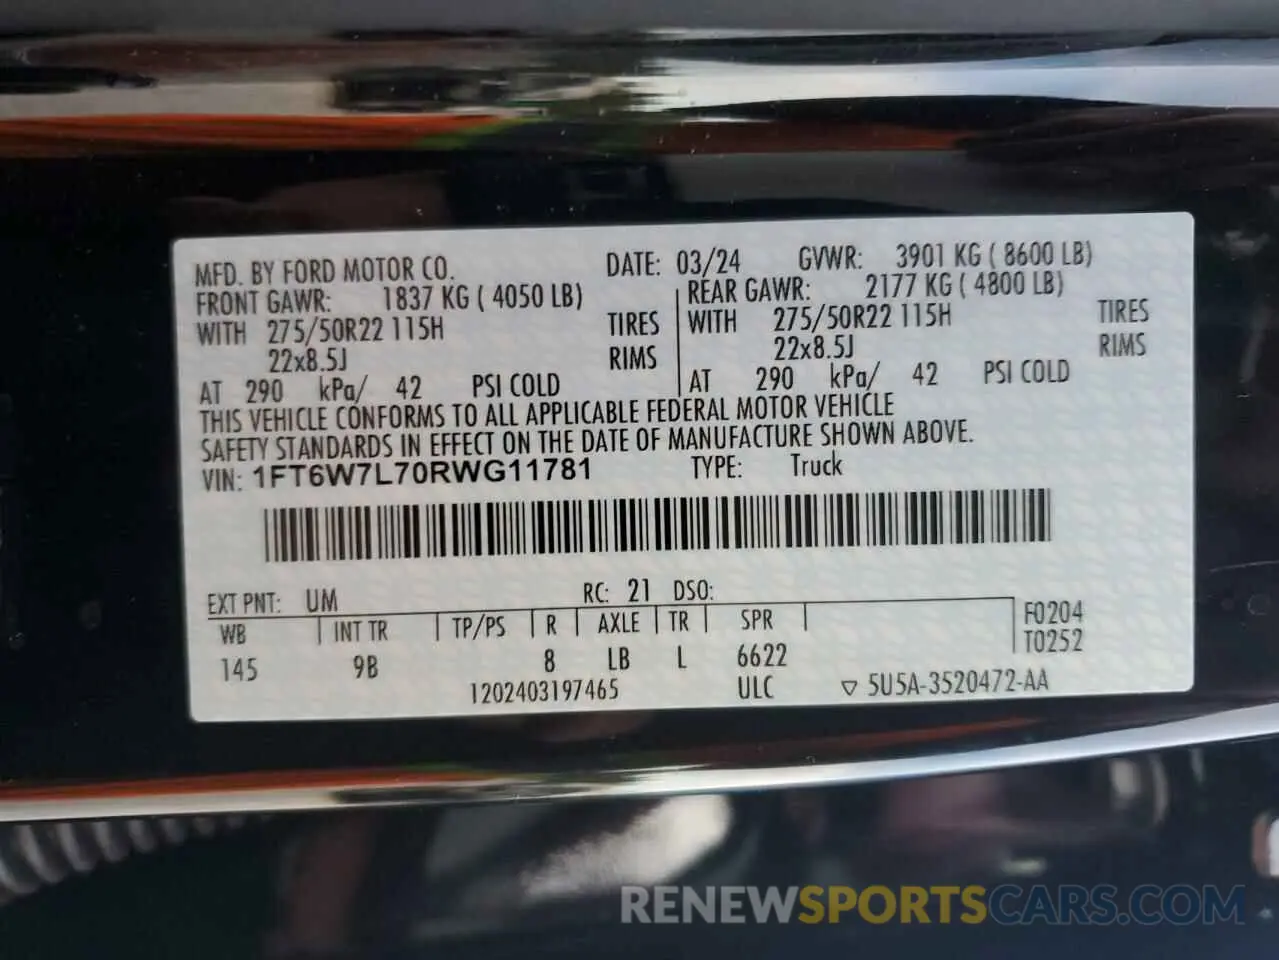 MFD. BY FORD MOTOR CO. DATE: 03/24 GVWR: 3901 KG ( 8600 LB)
FRONT GAWR: 1837 KG ( 4050 LB) REAR GAWR: 2177 KG ( 4800 LB)
WITH 275/50R22 115H TIRES WITH 275/50R22 115H TIRES
22x8.5J RIMS 22x8.5J RIMS
AT 290 kPa/ 42 PSI COLD AT 290 kPa/ 42 PSI COLD
THIS VEHICLE CONFORMS TO ALL APPLICABLE FEDERAL MOTOR VEHICLE
SAFETY STANDARDS IN EFFECT ON THE DATE OF MANUFACTURE SHOWN ABOVE.
VIN: 1FT6W7L70RWG11781 TYPE: Truck
EXT PNT: UM RC: 21 DSO:
WB INT TR TP/PS R AXLE TR SPR F0204
145 9B 8 LB L 6622 T0252
1202403197465 ULC ▽ 5U5A-3520472-AA
RENEWSPORTSCARS.COM